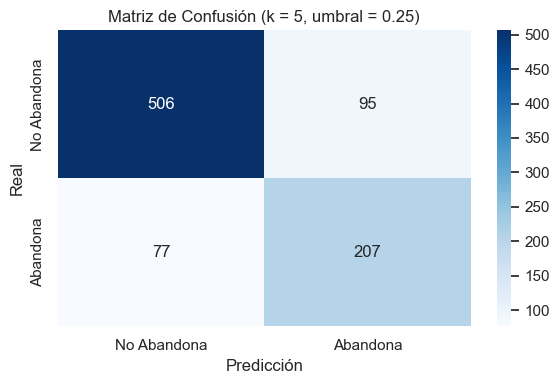 Matriz de Confusión (k = 5, umbral = 0.25)
No Abandona
Abandona
Real
506
95
77
207
No Abandona
Abandona
Predicción
500
450
400
350
300
250
200
150
100